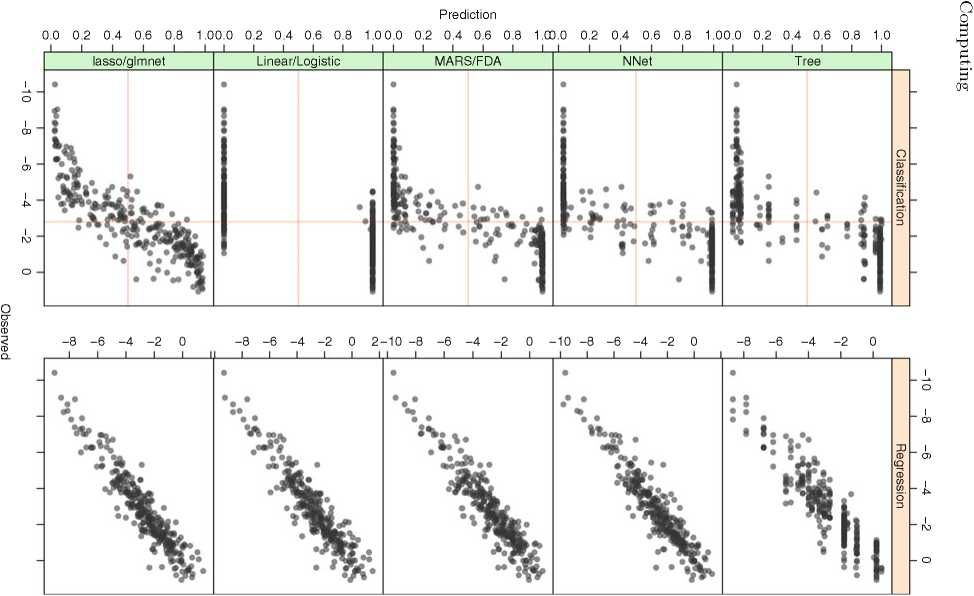 Computing
Prediction
0.0 0.2 0.4 0.6 0.8 1.0 0.0 0.2 0.4 0.6 0.8 1.0 0.0 0.2 0.4 0.6 0.8 1.0 0.0 0.2 0.4 0.6 0.8 1.0 0.0 0.2 0.4 0.6 0.8 1.0
lasso/glmnet Linear/Logistic MARS/FDA NNet Tree
Classification
−10
−8
−6
−4
−2
0
Observed
−8 −6 −4 −2 0 −8 −6 −4 −2 0 2 −10 −8 −6 −4 −2 0 −10 −8 −6 −4 −2 0 −8 −6 −4 −2 0
Regression
−10
−8
−6
−4
−2
0